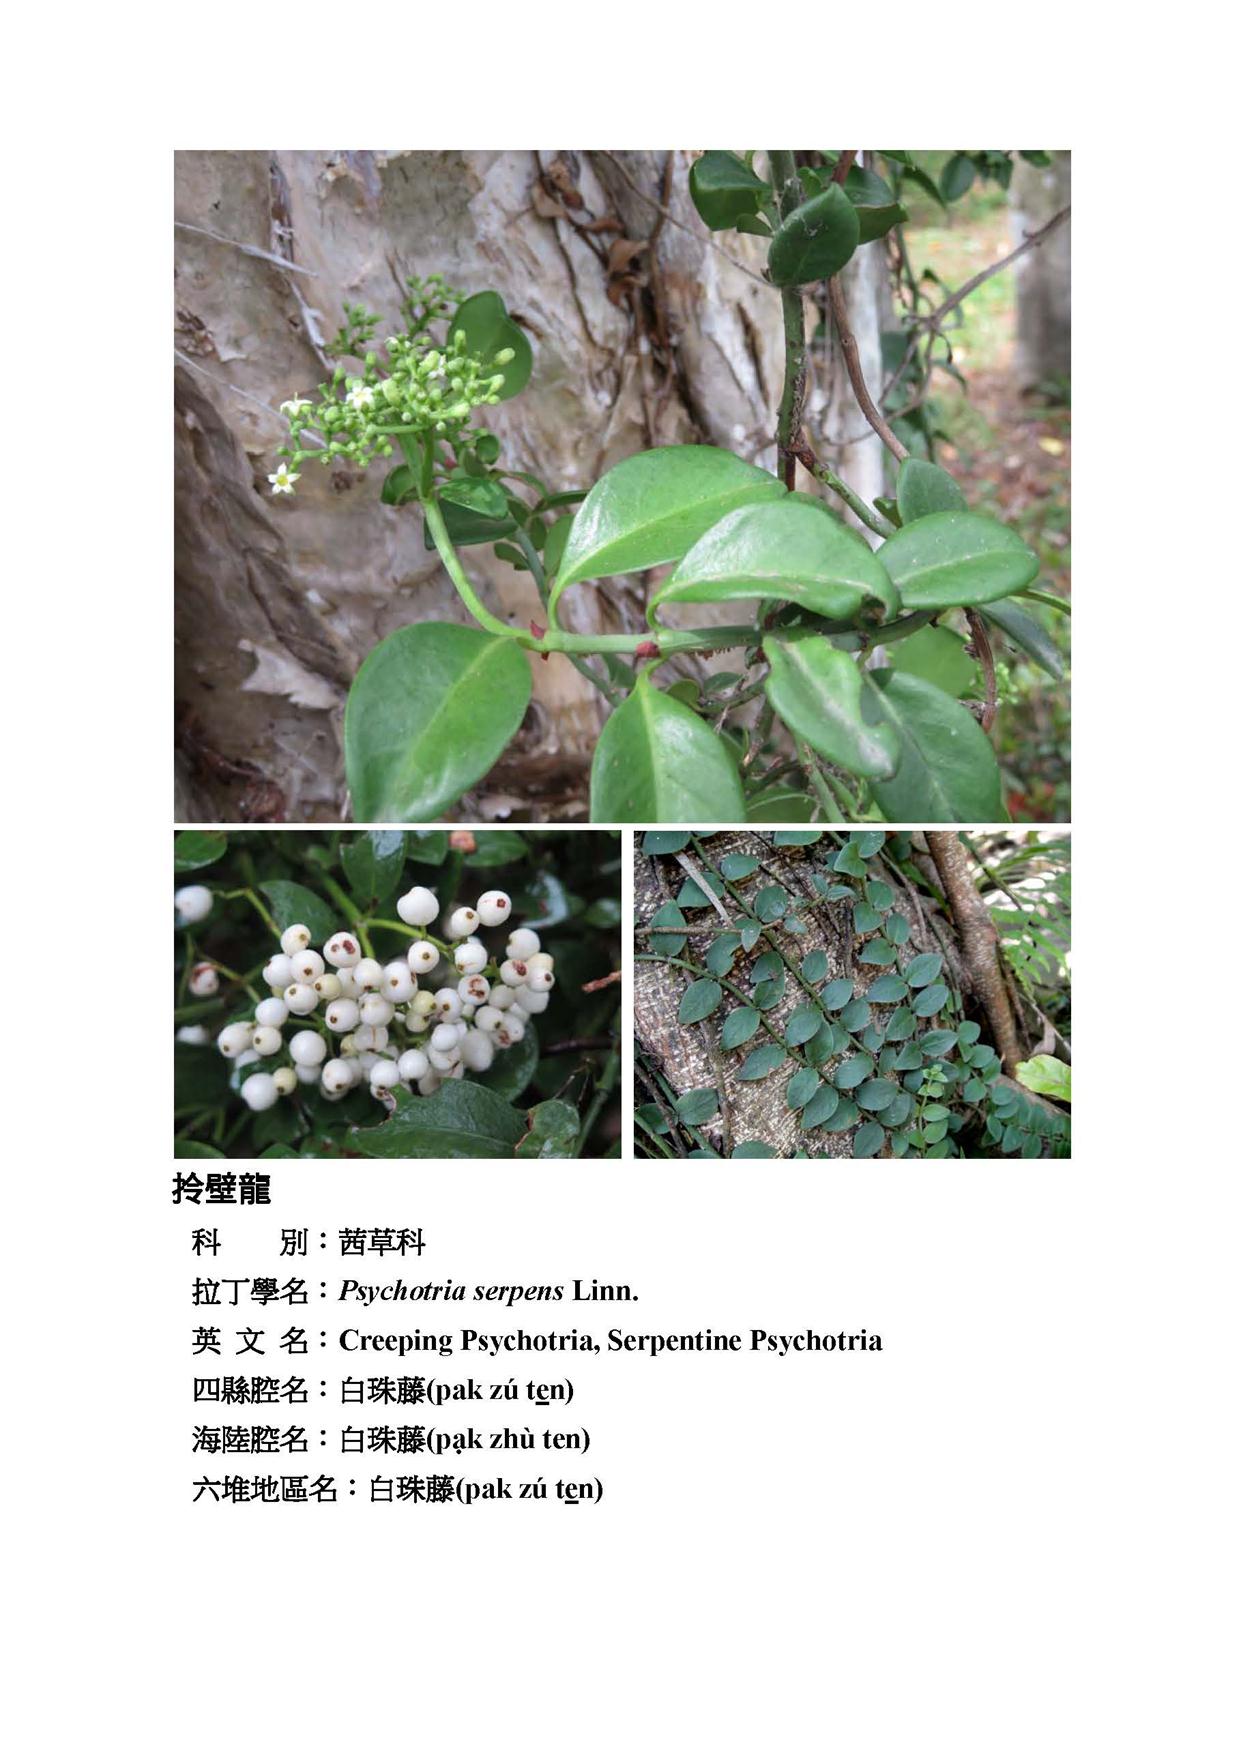 拎壁龍
科　　別：茜草科
拉丁學名：Psychotria serpens Linn.
英 文 名：Creeping Psychotria, Serpentine Psychotria
四縣腔名：白珠藤(pak zú te̲n)
海陸腔名：白珠藤(pạk zhù ten)
六堆地區名：白珠藤(pak zú te̲n)